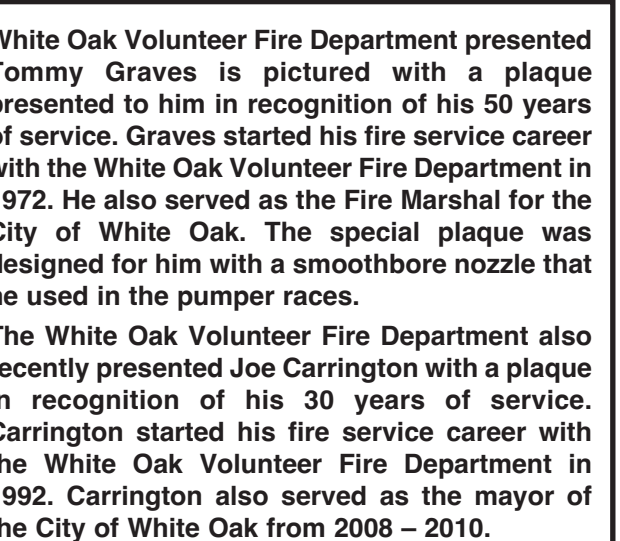 White Oak Volunteer Fire Department presented
Tommy Graves is pictured with a plaque
presented to him in recognition of his 50 years
of service. Graves started his fire service career
with the White Oak Volunteer Fire Department in
1972. He also served as the Fire Marshal for the
City of White Oak. The special plaque was
designed for him with a smoothbore nozzle that
he used in the pumper races.
The White Oak Volunteer Fire Department also
recently presented Joe Carrington with a plaque
in recognition of his 30 years of service.
Carrington started his fire service career with
the White Oak Volunteer Fire Department in
1992. Carrington also served as the mayor of
the City of White Oak from 2008 – 2010.